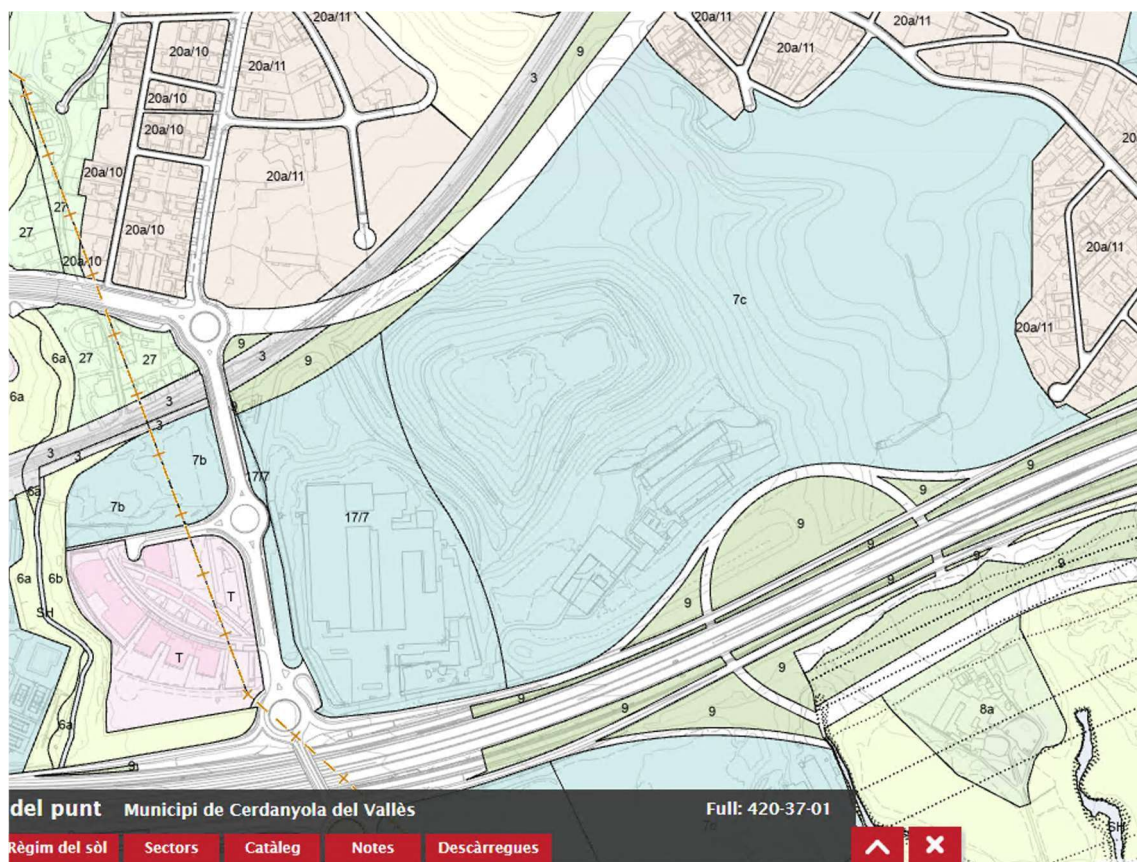 20a/11
20a/11
20a/11
20a/10
20a/11
9
3
20a/10
20a/10
20a/10
20a/11
20a/10
27
27
20a/10
20a/11
7c
20a/11
6a
27
27
9
3
9
6a
3
9
3
3
3
7b
17/7
6a
7b
17/7
9
9
9
9
9
9
9
6a
6b
T
9
SH
T
9
9
9
6a
8a
9
7c
SH
del punt Municipi de Cerdanyola del Vallès Full: 420-37-01
Règim del sòl Sectors Catàleg Notes Descàrregues